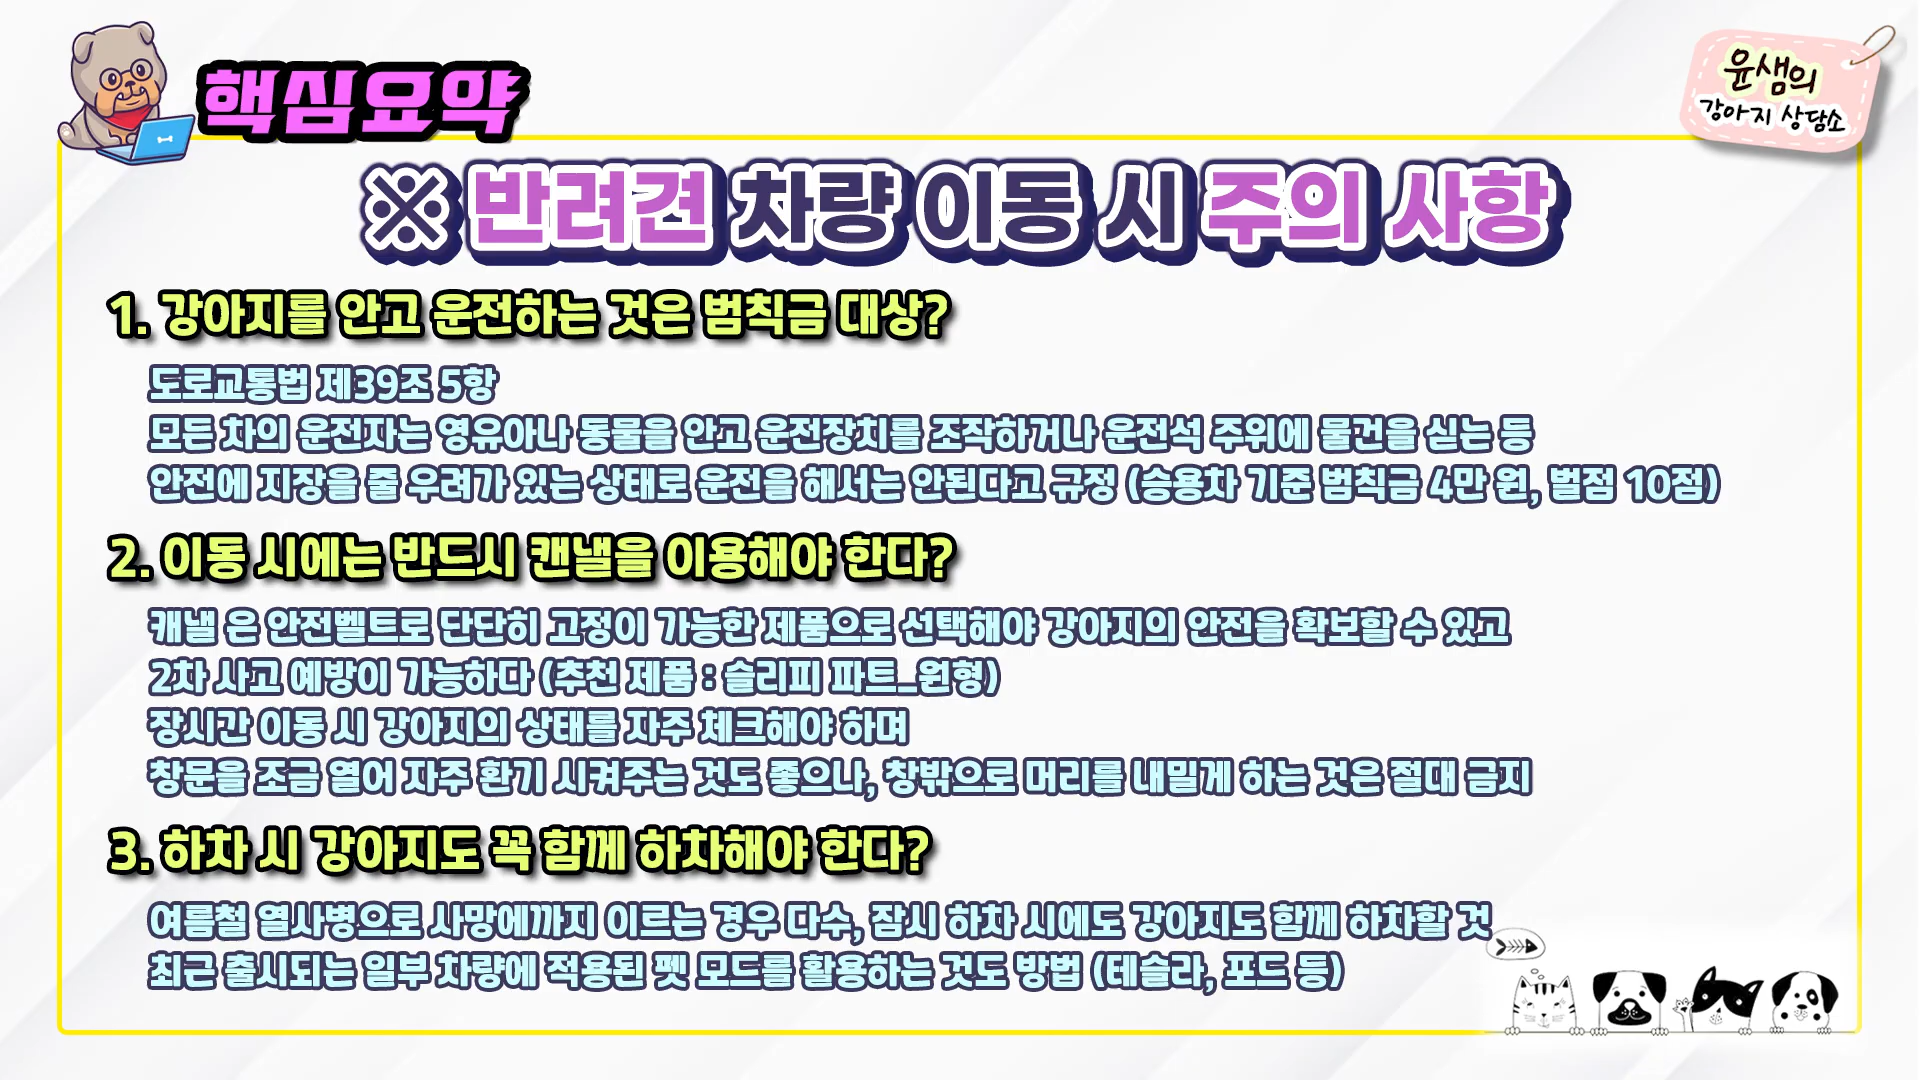 핵심요약
윤샘의
강아지 상담소
※ 반려견 차량 이동 시 주의 사항
1. 강아지를 안고 운전하는 것은 범칙금 대상?
도로교통법 제39조 5항
모든 차의 운전자는 영유아나 동물을 안고 운전장치를 조작하거나 운전석 주위에 물건을 싣는 등
안전에 지장을 줄 우려가 있는 상태로 운전을 해서는 안된다고 규정 (승용차 기준 범칙금 4만 원, 벌점 10점)
2. 이동 시에는 반드시 캔낼을 이용해야 한다?
캐낼 은 안전벨트로 단단히 고정이 가능한 제품으로 선택해야 강아지의 안전을 확보할 수 있고
2차 사고 예방이 가능하다 (추천 제품 : 슬리피 파트_원형)
장시간 이동 시 강아지의 상태를 자주 체크해야 하며
창문을 조금 열어 자주 환기 시켜주는 것도 좋으나, 창밖으로 머리를 내밀게 하는 것은 절대 금지
3. 하차 시 강아지도 꼭 함께 하차해야 한다?
여름철 열사병으로 사망에까지 이르는 경우 다수, 잠시 하차 시에도 강아지도 함께 하차할 것
최근 출시되는 일부 차량에 적용된 펫 모드를 활용하는 것도 방법 (테슬라, 포드 등)